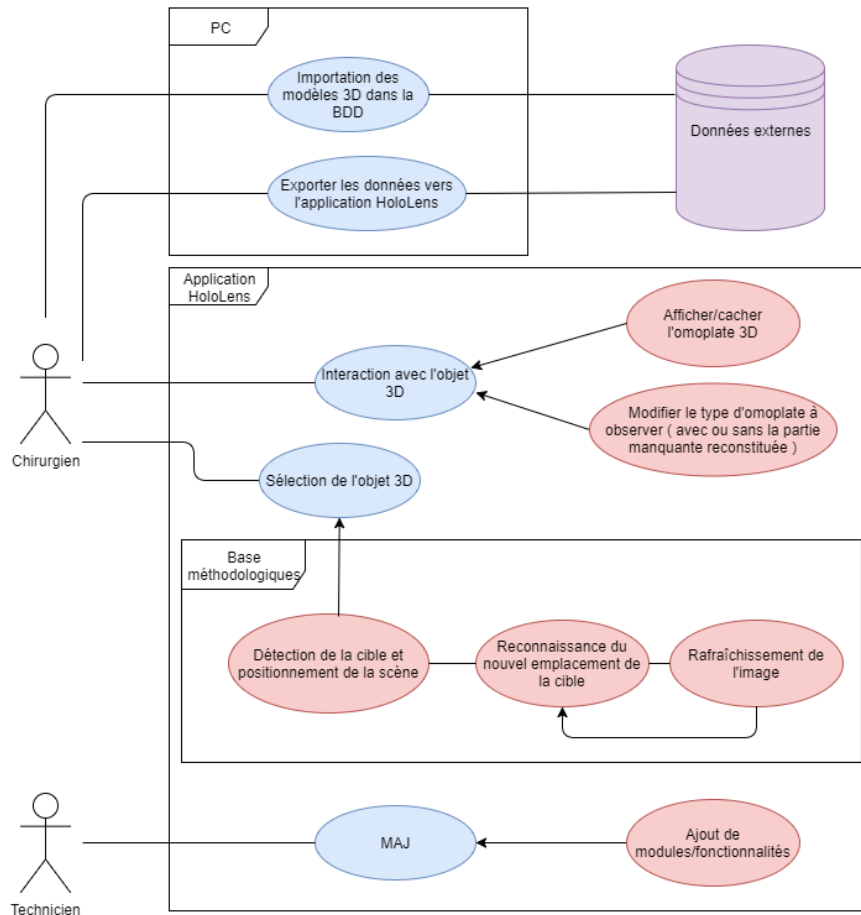 PC
Importation des
modèles 3D dans la
BDD
Données externes
Exporter les données vers
l'application HoloLens
Application
HoloLens
Afficher/cacher
l'omoplate 3D
Interaction avec l'objet
3D
Modifier le type d'omoplate à
observer ( avec ou sans la partie
manquante reconstituée )
Chirurgien
Sélection de l'objet 3D
Base
méthodologiques
Détection de la cible et
positionnement de la scène
Reconnaissance du
nouvel emplacement de
la cible
Rafraîchissement de
l'image
MAJ
Ajout de
modules/fonctionnalités
Technicien